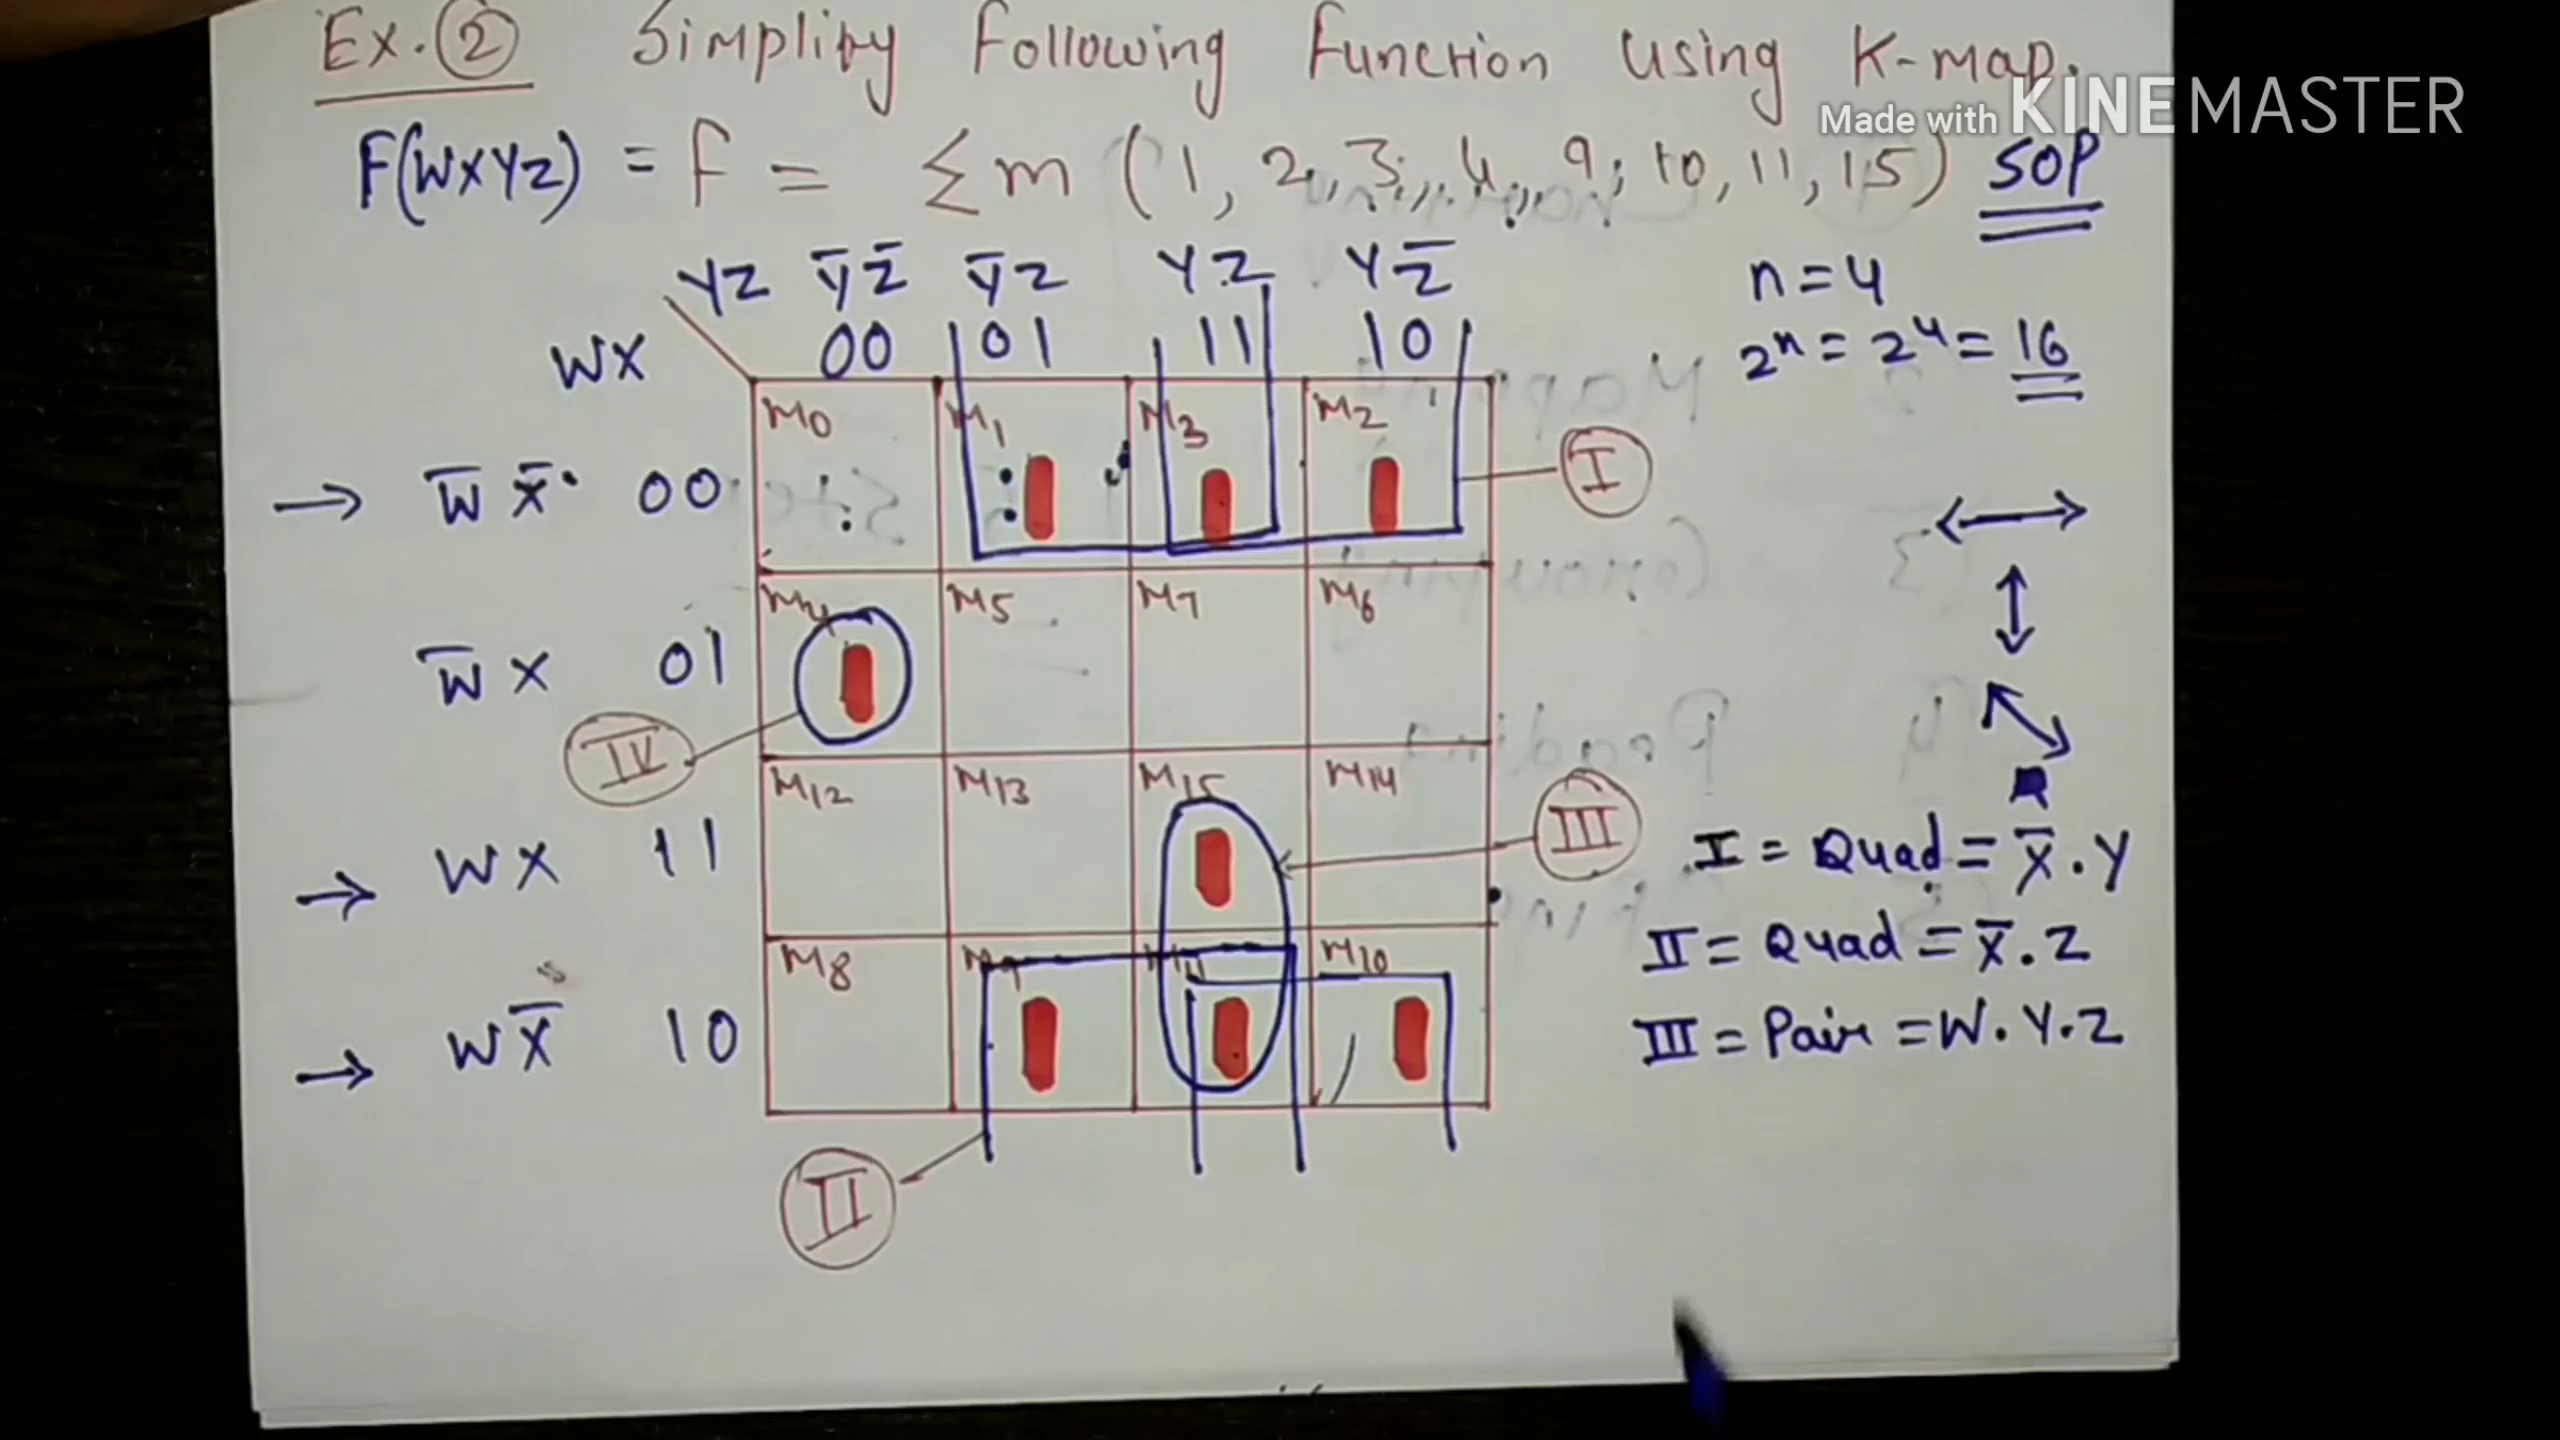 Ex. 2 Simplify Following Function Using K-map.
Made with KINEMASTER
F(WXYZ) = f = Σm (1, 2, 3, 4, 9, 10, 11, 15) SOP
YZ Y̅Z̅ Y̅Z YZ YZ̅
WX 00 01 11 10
n = 4
2ⁿ = 2⁴ = 16
M0 M1 M3 M2
→ W̅ X̅ 00
I
M4 M5 M7 M6
W̅ X 01
IV
M12 M13 M15 M14
→ W X 11
III
I = Quad = X̅ . Y
M8 M9 M11 M10
II = Quad = X̅ . Z
→ W X̅ 10
III = Pair = W . Y . Z
II